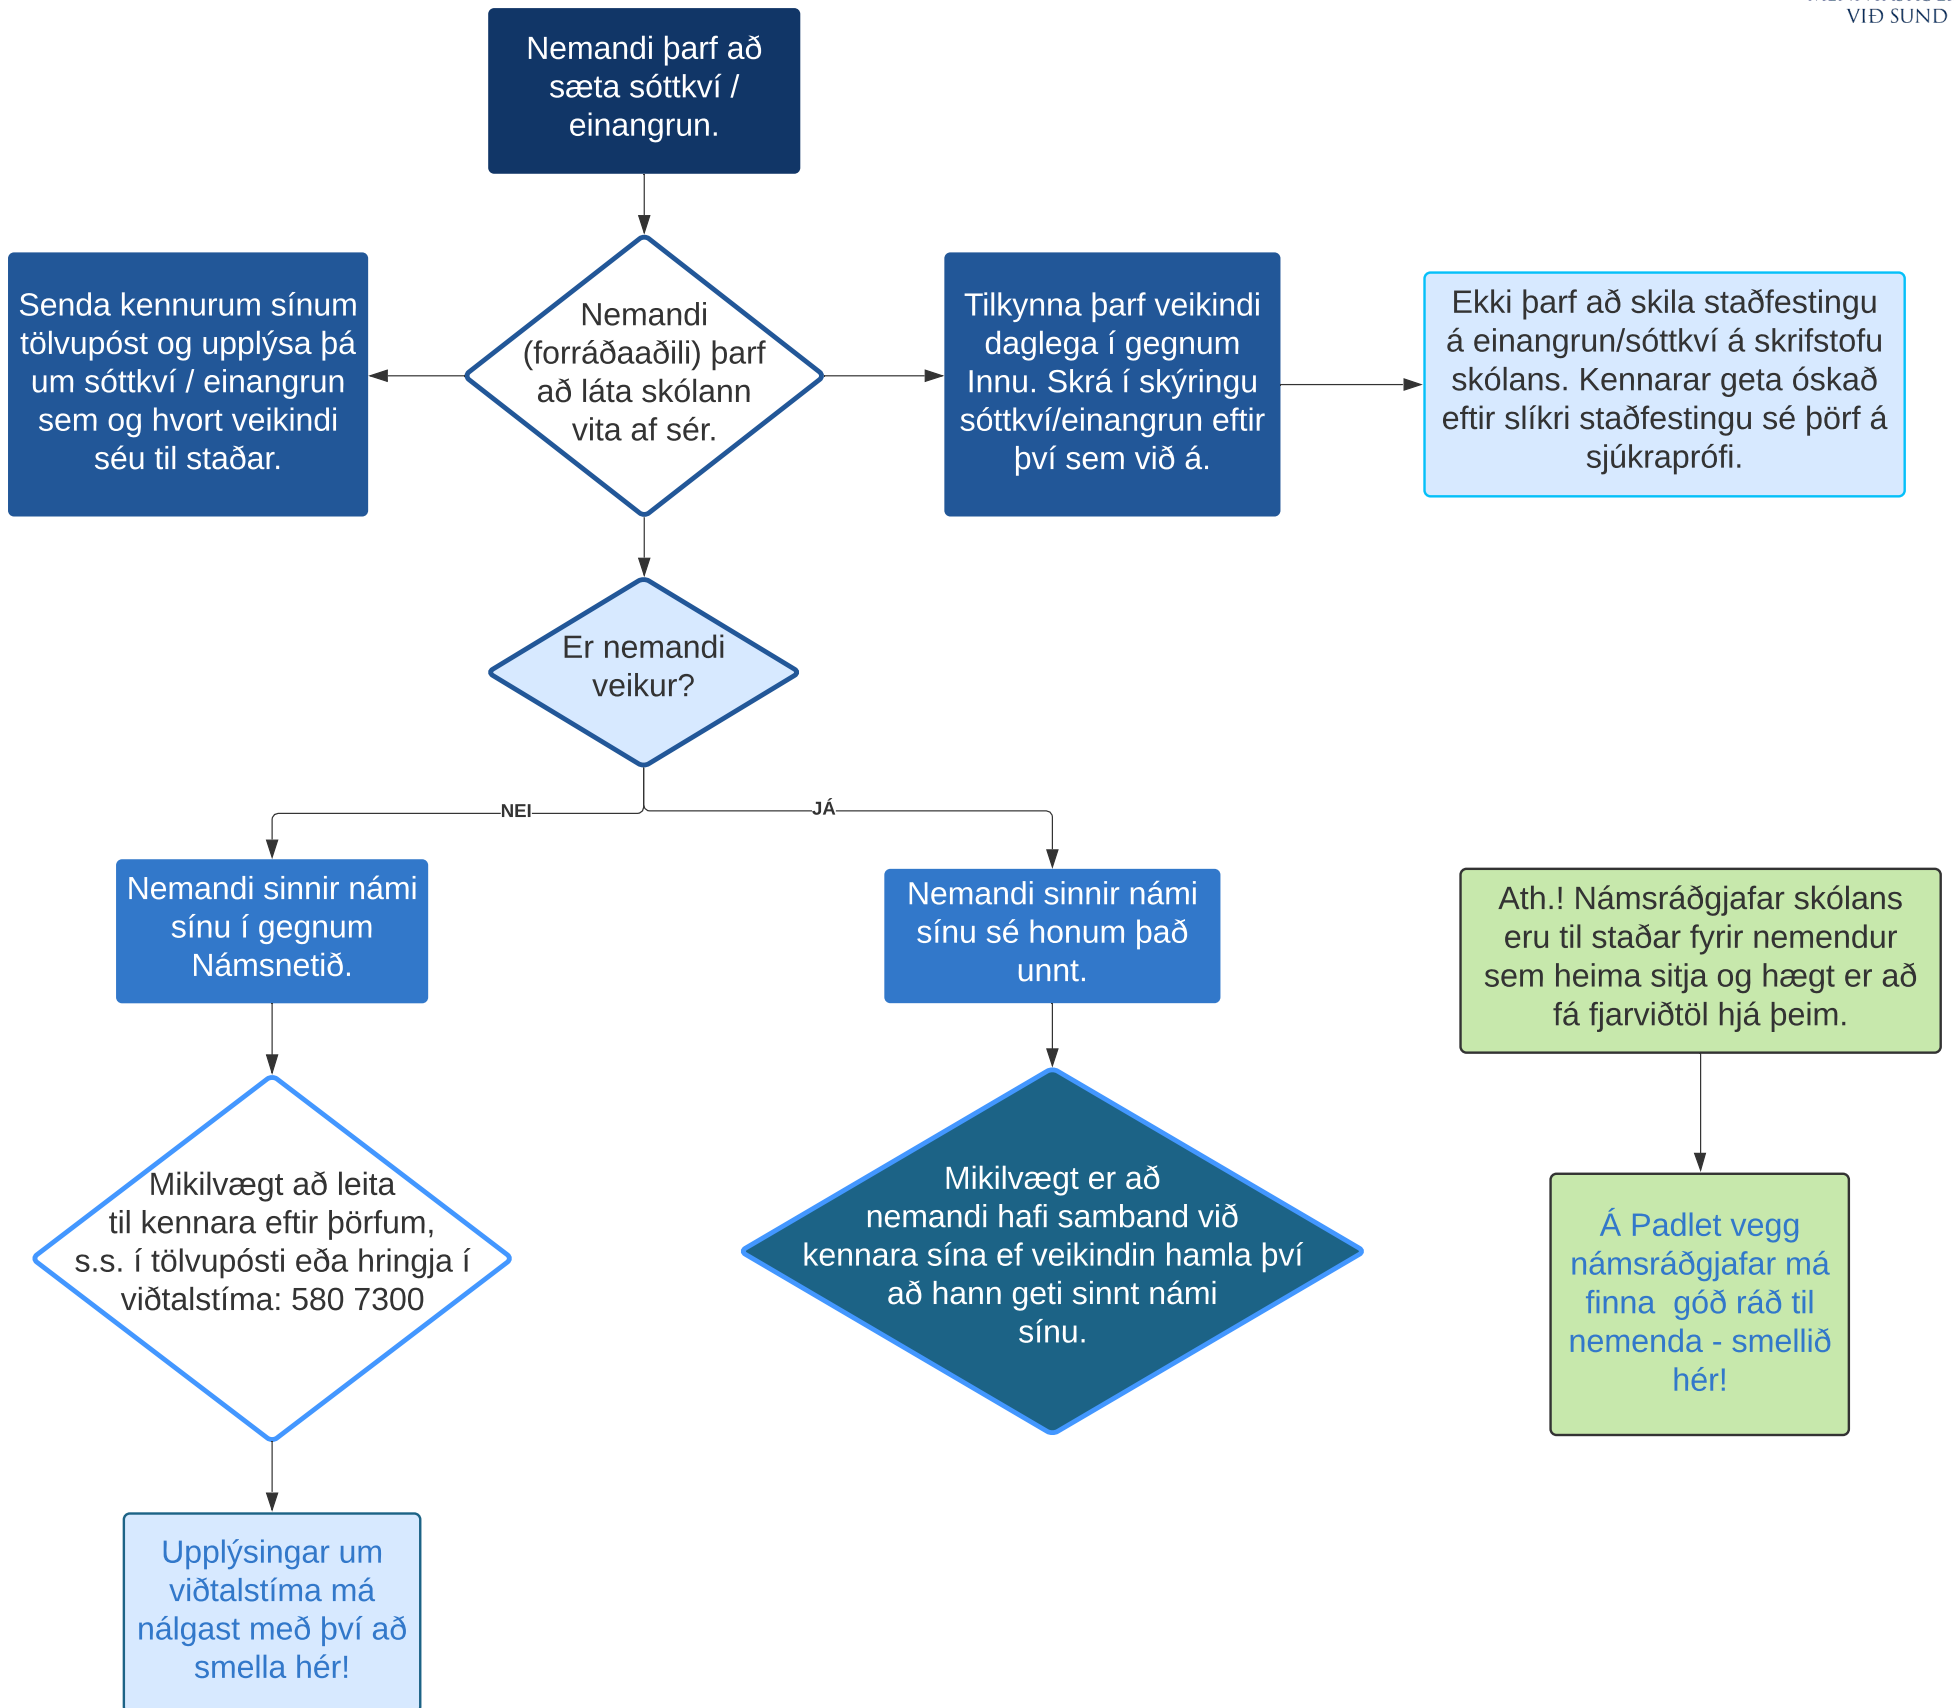 VIÐ SUND
Nemandi þarf að
sæta sóttkví /
einangrun.
Senda kennurum sínum
tölvupóst og upplýsa þá
um sóttkví / einangrun
sem og hvort veikindi
séu til staðar.
Nemandi
(forráðaaðili) þarf
að láta skólann
vita af sér.
Tilkynna þarf veikindi
daglega í gegnum
Innu. Skrá í skýringu
sóttkví/einangrun eftir
því sem við á.
Ekki þarf að skila staðfestingu
á einangrun/sóttkví á skrifstofu
skólans. Kennarar geta óskað
eftir slíkri staðfestingu sé þörf á
sjúkraprófi.
Er nemandi
veikur?
NEI
JÁ
Nemandi sinnir námi
sínu í gegnum
Námsnetið.
Nemandi sinnir námi
sínu sé honum það
unnt.
Ath.! Námsráðgjafar skólans
eru til staðar fyrir nemendur
sem heima sitja og hægt er að
fá fjarviðtöl hjá þeim.
Mikilvægt að leita
til kennara eftir þörfum,
s.s. í tölvupósti eða hringja í
viðtalstíma: 580 7300
Mikilvægt er að
nemandi hafi samband við
kennara sína ef veikindin hamla því
að hann geti sinnt námi
sínu.
Á Padlet vegg
námsráðgjafar má
finna  góð ráð til
nemenda - smellið
hér!
Upplýsingar um
viðtalstíma má
nálgast með því að
smella hér!